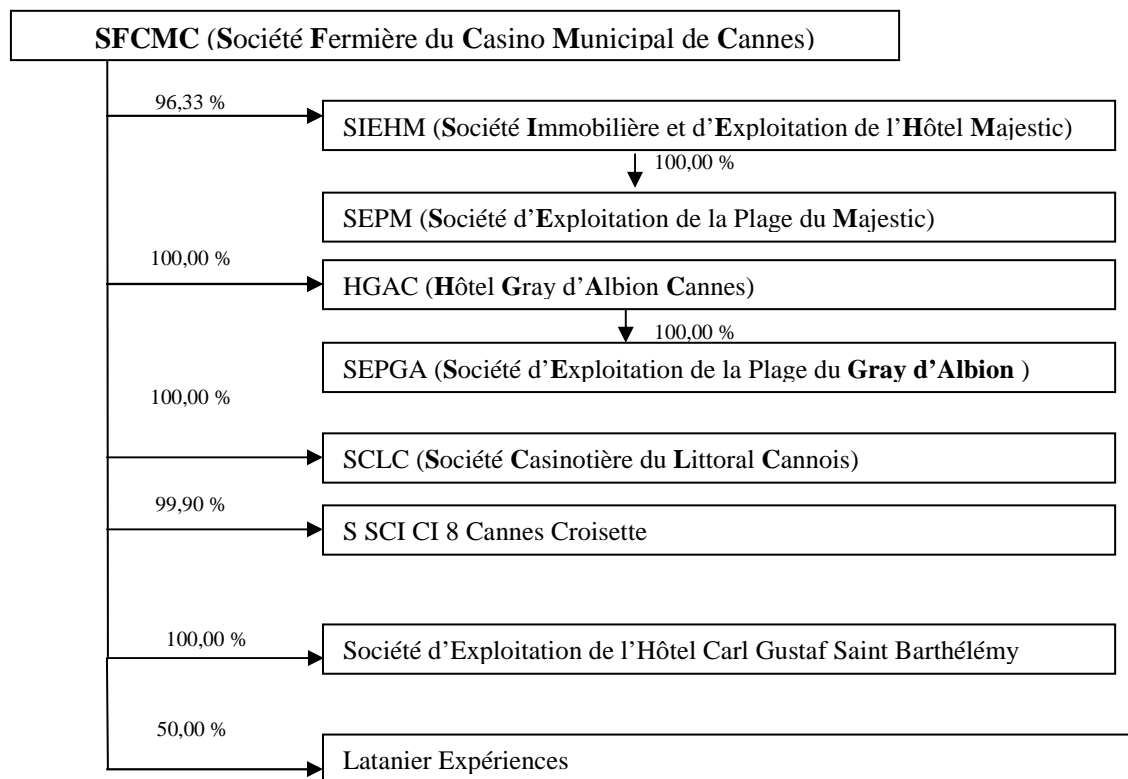 SFCMC (Société Fermière du Casino Municipal de Cannes)
96,33 %
SIEHM (Société Immobilière et d'Exploitation de l'Hôtel Majestic)
100,00 %
SEPM (Société d'Exploitation de la Plage du Majestic)
100,00 %
HGAC (Hôtel Gray d'Albion Cannes)
100,00 %
SEPGA (Société d'Exploitation de la Plage du Gray d'Albion )
100,00 %
SCLC (Société Casinotière du Littoral Cannois)
99,90 %
S SCI CI 8 Cannes Croisette
100,00 %
Société d'Exploitation de l'Hôtel Carl Gustaf Saint Barthélémy
50,00 %
Latanier Expériences